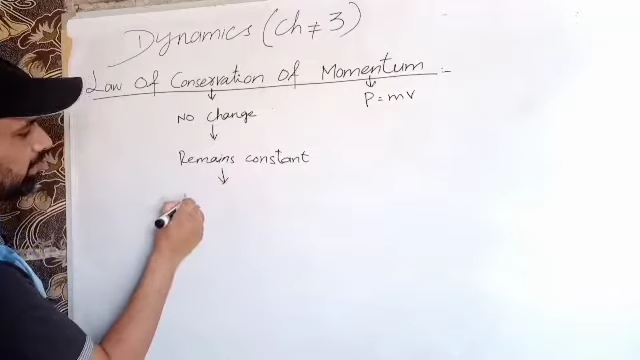 Dynamics (ch ≠ 3)
Law Of Conservation Of Momentum :-
No change
P = mv
Remains constant